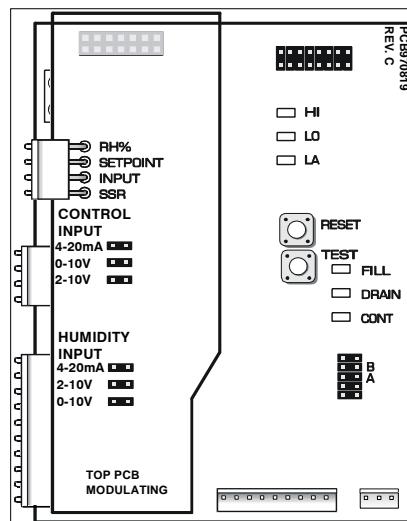 PCB970819
REV. C
HI
LO
LA
RH%
SETPOINT
INPUT
SSR
CONTROL
INPUT
4-20mA
0-10V
2-10V
RESET
TEST
FILL
DRAIN
CONT
HUMIDITY
INPUT
4-20mA
2-10V
0-10V
B
A
TOP PCB
MODULATING